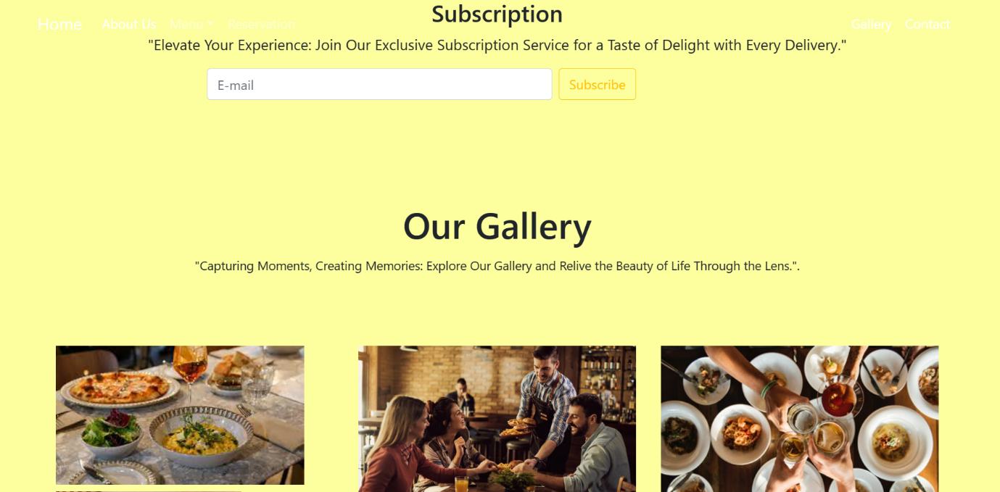 Subscription
Home About Us Menu Reservation Gallery Contact
"Elevate Your Experience: Join Our Exclusive Subscription Service for a Taste of Delight with Every Delivery."
E-mail Subscribe
Our Gallery
"Capturing Moments, Creating Memories: Explore Our Gallery and Relive the Beauty of Life Through the Lens.".